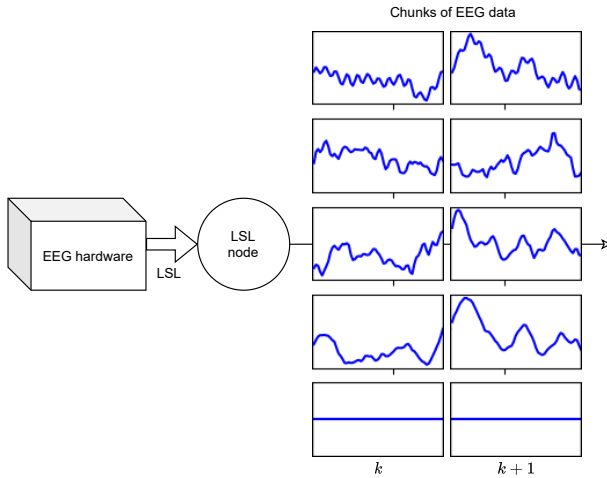 Chunks of EEG data
EEG hardware
LSL
LSL
node
k
k + 1